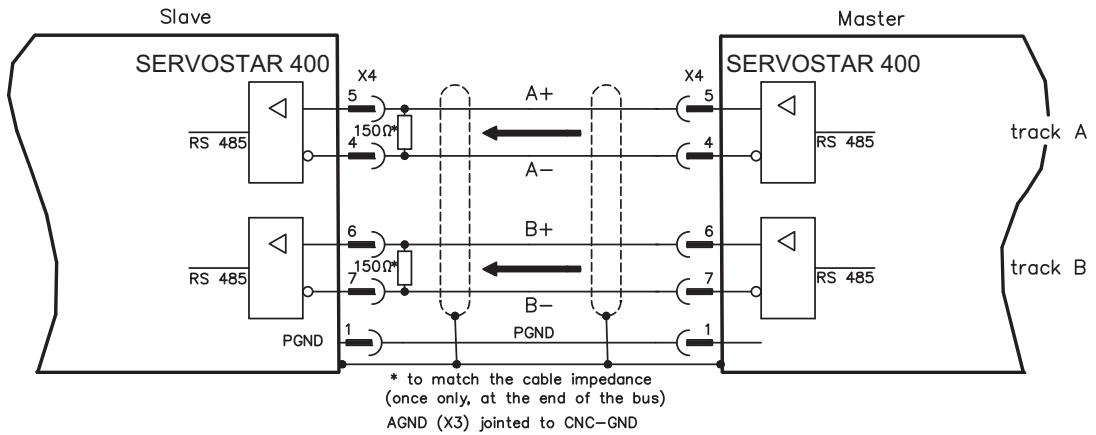 Slave
Master
SERVOSTAR 400
SERVOSTAR 400
X4
X4
5
A+
5
150Ω*
RS 485
RS 485
track A
4
4
A-
6
B+
6
150Ω*
RS 485
RS 485
track B
7
7
B-
PGND
1
PGND
1
* to match the cable impedance
(once only, at the end of the bus)
AGND (X3) jointed to CNC-GND